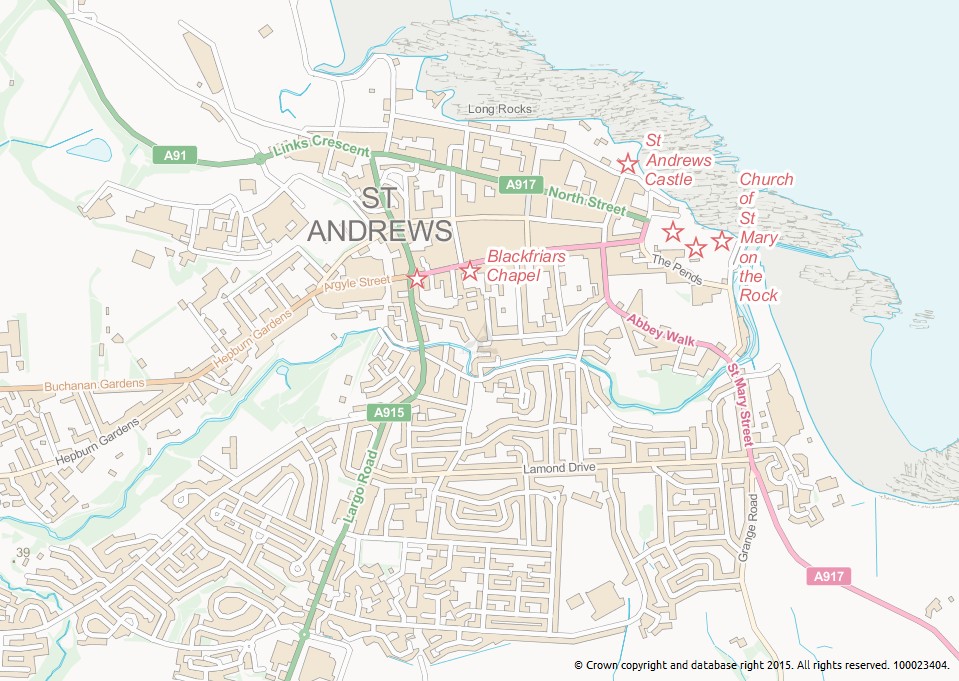 Long Rocks
St
Andrews
Castle
A91
Links Crescent
A917
North Street
Church
of
St
Mary
on
the
Rock
ST
ANDREWS
Blackfriars
Chapel
The Pends
Argyle Street
Hepburn Gardens
Abbey Walk
Buchanan Gardens
St Mary Street
A915
Hepburn Gardens
Lamond Drive
Largo Road
Grange Road
39
A917
© Crown copyright and database right 2015. All rights reserved. 100023404.